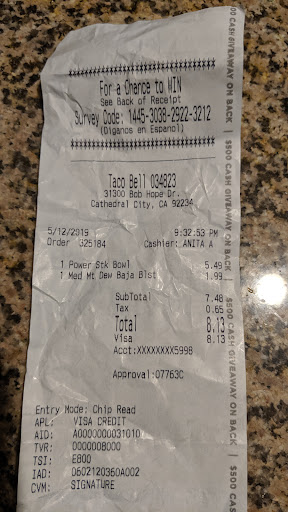 ************************
For a Chance to WIN
See Back of Receipt
Survey Code: 1445-3038-2922-3212
(Diganos en Espanol)
************************
Taco Bell 034823
31300 Bob Hope Dr.
Cathedral City, CA 92234
5/12/2019 9:32:53 PM
Order 325184 Cashier: ANITA A
1 Power Stk Bowl 5.49
1 Med Mt Dew Baja Blst 1.99
SubTotal 7.48
Tax 0.65
Total 8.13
Visa 8.13
Acct:XXXXXXXX5998
Approval:07763C
Entry Mode: Chip Read
APL: VISA CREDIT
AID: A0000000031010
TVR: 0000008000
TSI: E800
IAD: 0602120360A002
CVM: SIGNATURE
CASH GIVEAWAY ON BACK | $500 CASH GIVEAWAY ON BACK | $500 CASH GIVEAWAY ON BACK | $500 CAS